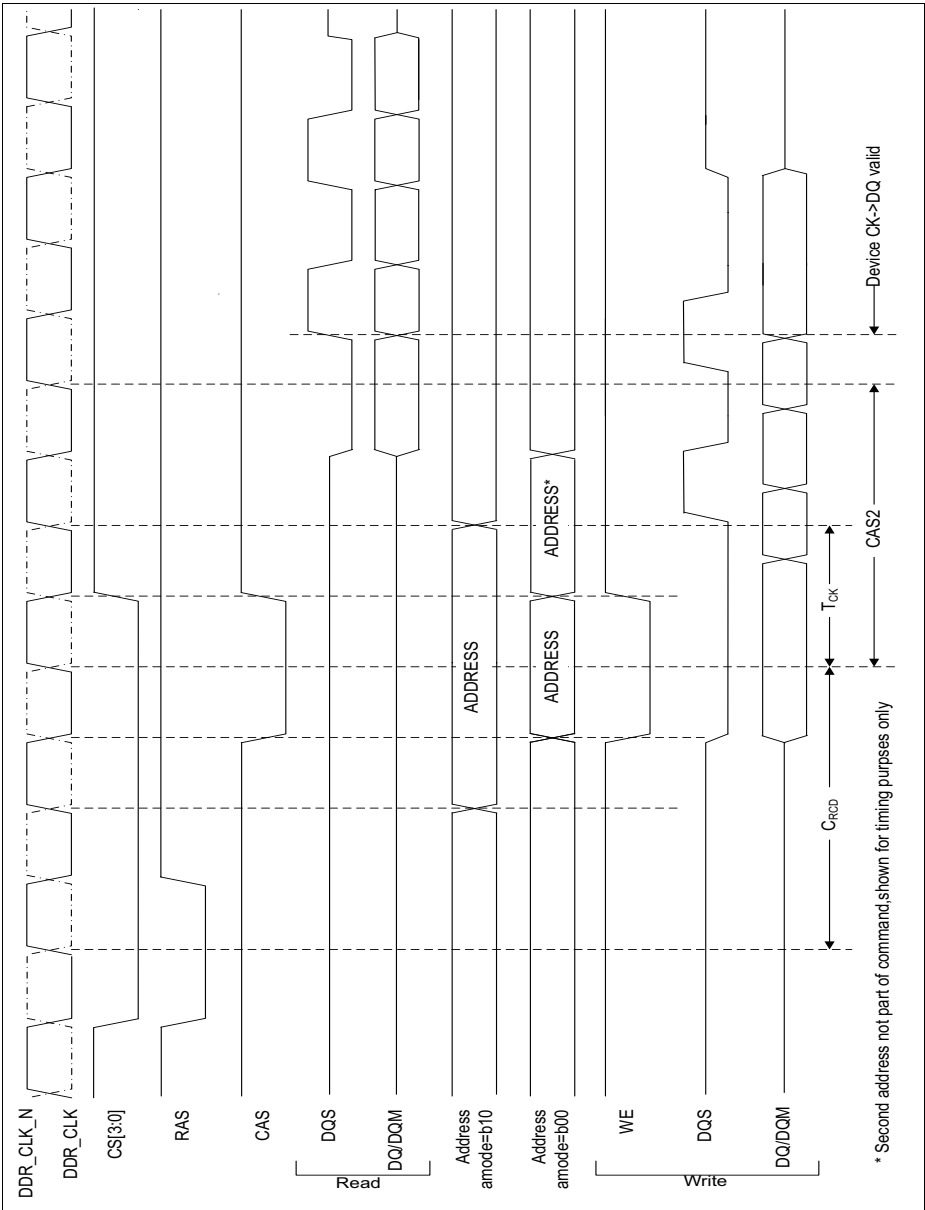 DDR_CLK_N
DDR_CLK
CS[3:0]
RAS
CAS
Read
DQS
DQ/DQM
Address
amode=b10
ADDRESS
Address
amode=b00
ADDRESS
ADDRESS*
Write
WE
DQS
DQ/DQM
CRCD
TCK
CAS2
Device CK->DQ valid
* Second address not part of command,shown for timing purpses only